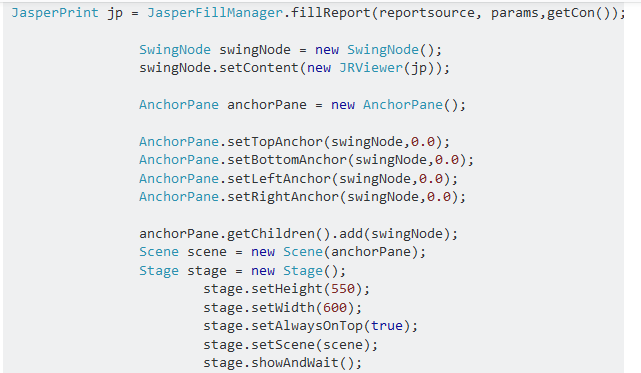 JasperPrint jp = JasperFillManager.fillReport(reportsource, params,getCon());
SwingNode swingNode = new SwingNode();
swingNode.setContent(new JRViewer(jp));
AnchorPane anchorPane = new AnchorPane();
AnchorPane.setTopAnchor(swingNode,0.0);
AnchorPane.setBottomAnchor(swingNode,0.0);
AnchorPane.setLeftAnchor(swingNode,0.0);
AnchorPane.setRightAnchor(swingNode,0.0);
anchorPane.getChildren().add(swingNode);
Scene scene = new Scene(anchorPane);
Stage stage = new Stage();
stage.setHeight(550);
stage.setWidth(600);
stage.setAlwaysOnTop(true);
stage.setScene(scene);
stage.showAndWait();